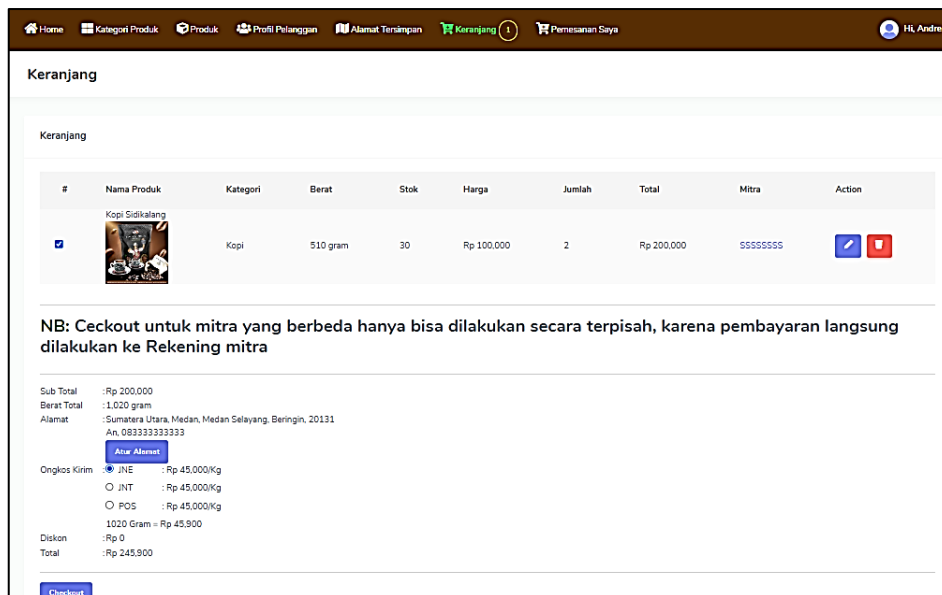 Home Kategori Produk Produk Profil Pelanggan Alamat Tersimpan Keranjang 1 Pemesanan Saya Hi, Andre
Keranjang
Keranjang
# Nama Produk Kategori Berat Stok Harga Jumlah Total Mitra Action
Kopi Sidikalang
Kopi 510 gram 30 Rp 100,000 2 Rp 200,000 SSSSSSSS
NB: Ceckout untuk mitra yang berbeda hanya bisa dilakukan secara terpisah, karena pembayaran langsung
dilakukan ke Rekening mitra
Sub Total :Rp 200,000
Berat Total :1,020 gram
Alamat :Sumatera Utara, Medan, Medan Selayang, Beringin, 20131
An, 083333333333
Atur Alamat
Ongkos Kirim : JNE : Rp 45,000/Kg
JNT : Rp 45,000/Kg
POS : Rp 45,000/Kg
1020 Gram = Rp 45,900
Diskon :Rp 0
Total :Rp 245,900
Checkout